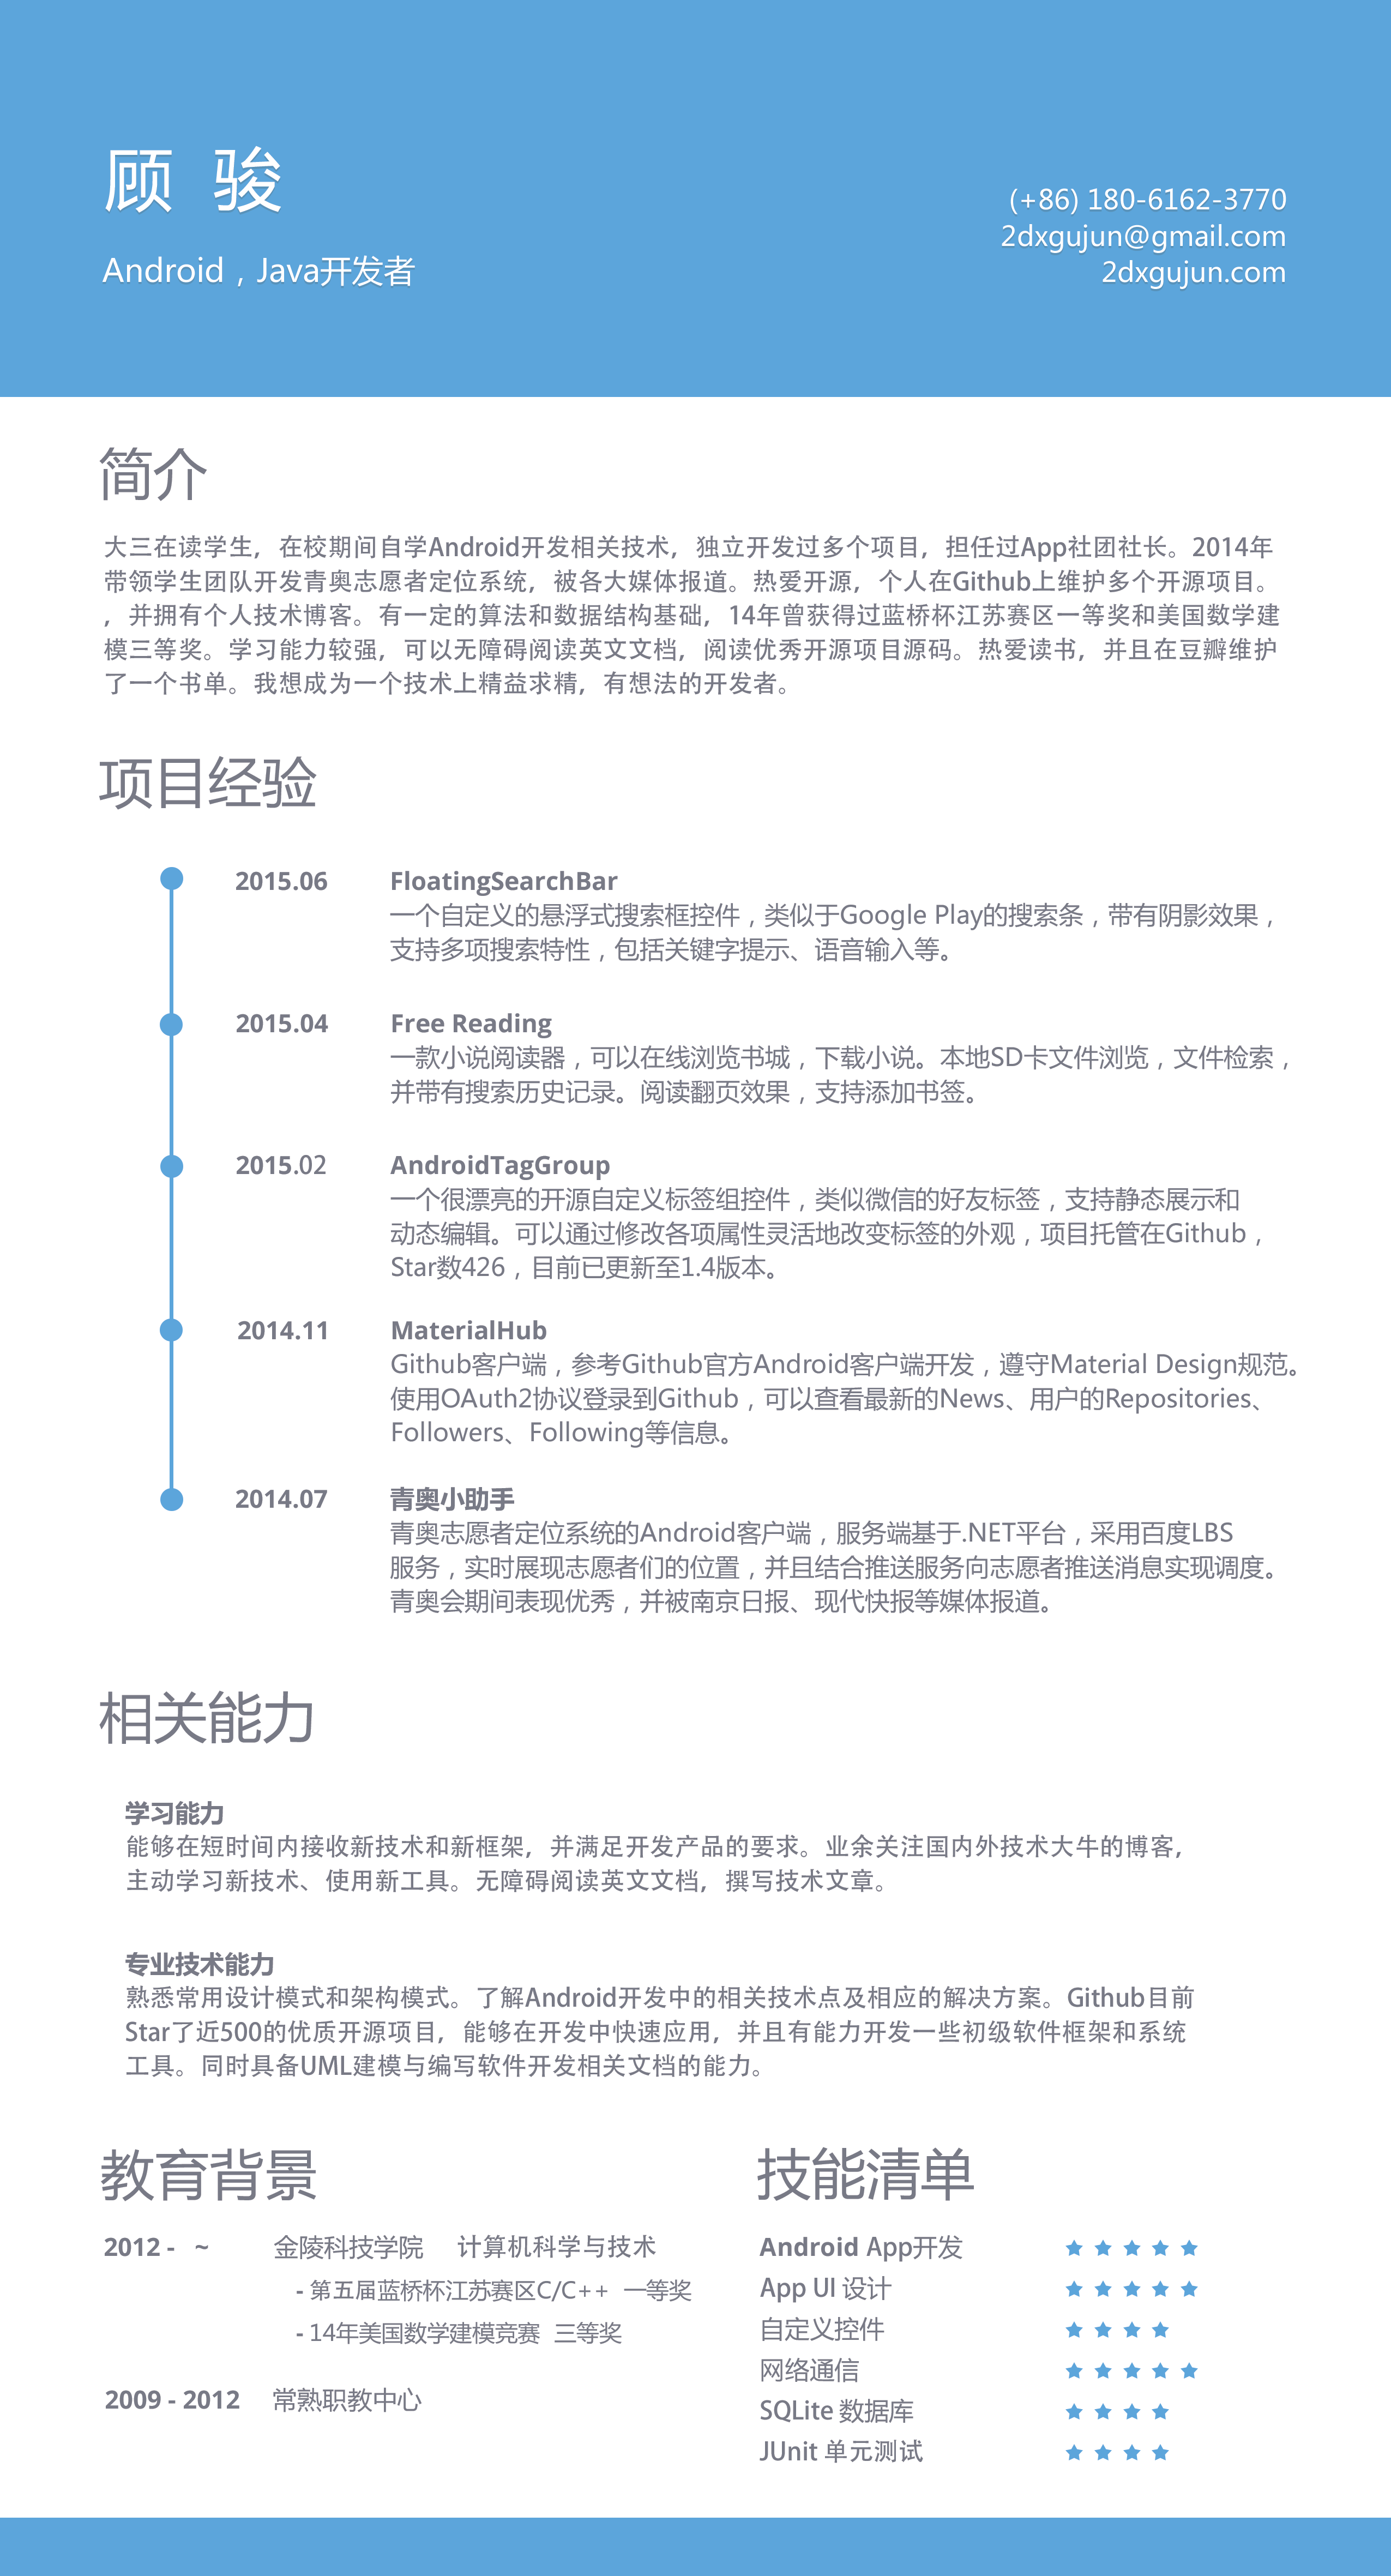 顾 骏
Android，Java开发者
(+86) 180-6162-3770
2dxgujun@gmail.com
2dxgujun.com
简介
大三在读学生，在校期间自学Android开发相关技术，独立开发过多个项目，担任过App社团社长。2014年
带领学生团队开发青奥志愿者定位系统，被各大媒体报道。热爱开源，个人在Github上维护多个开源项目。
，并拥有个人技术博客。有一定的算法和数据结构基础，14年曾获得过蓝桥杯江苏赛区一等奖和美国数学建
模三等奖。学习能力较强，可以无障碍阅读英文文档，阅读优秀开源项目源码。热爱读书，并且在豆瓣维护
了一个书单。我想成为一个技术上精益求精，有想法的开发者。
项目经验
2015.06 FloatingSearchBar
一个自定义的悬浮式搜索框控件，类似于Google Play的搜索条，带有阴影效果，
支持多项搜索特性，包括关键字提示、语音输入等。
2015.04 Free Reading
一款小说阅读器，可以在线浏览书城，下载小说。本地SD卡文件浏览，文件检索，
并带有搜索历史记录。阅读翻页效果，支持添加书签。
2015.02 AndroidTagGroup
一个很漂亮的开源自定义标签组控件，类似微信的好友标签，支持静态展示和
动态编辑。可以通过修改各项属性灵活地改变标签的外观，项目托管在Github，
Star数426，目前已更新至1.4版本。
2014.11 MaterialHub
Github客户端，参考Github官方Android客户端开发，遵守Material Design规范。
使用OAuth2协议登录到Github，可以查看最新的News、用户的Repositories、
Followers、Following等信息。
2014.07 青奥小助手
青奥志愿者定位系统的Android客户端，服务端基于.NET平台，采用百度LBS
服务，实时展现志愿者们的位置，并且结合推送服务向志愿者推送消息实现调度。
青奥会期间表现优秀，并被南京日报、现代快报等媒体报道。
相关能力
学习能力
能够在短时间内接收新技术和新框架，并满足开发产品的要求。业余关注国内外技术大牛的博客，
主动学习新技术、使用新工具。无障碍阅读英文文档，撰写技术文章。
专业技术能力
熟悉常用设计模式和架构模式。了解Android开发中的相关技术点及相应的解决方案。Github目前
Star了近500的优质开源项目，能够在开发中快速应用，并且有能力开发一些初级软件框架和系统
工具。同时具备UML建模与编写软件开发相关文档的能力。
教育背景
2012 - ~ 金陵科技学院 计算机科学与技术
- 第五届蓝桥杯江苏赛区C/C++ 一等奖
- 14年美国数学建模竞赛 三等奖
2009 - 2012 常熟职教中心
技能清单
Android App开发 ★ ★ ★ ★ ★
App UI 设计 ★ ★ ★ ★ ★
自定义控件 ★ ★ ★ ★
网络通信 ★ ★ ★ ★ ★
SQLite 数据库 ★ ★ ★ ★
JUnit 单元测试 ★ ★ ★ ★